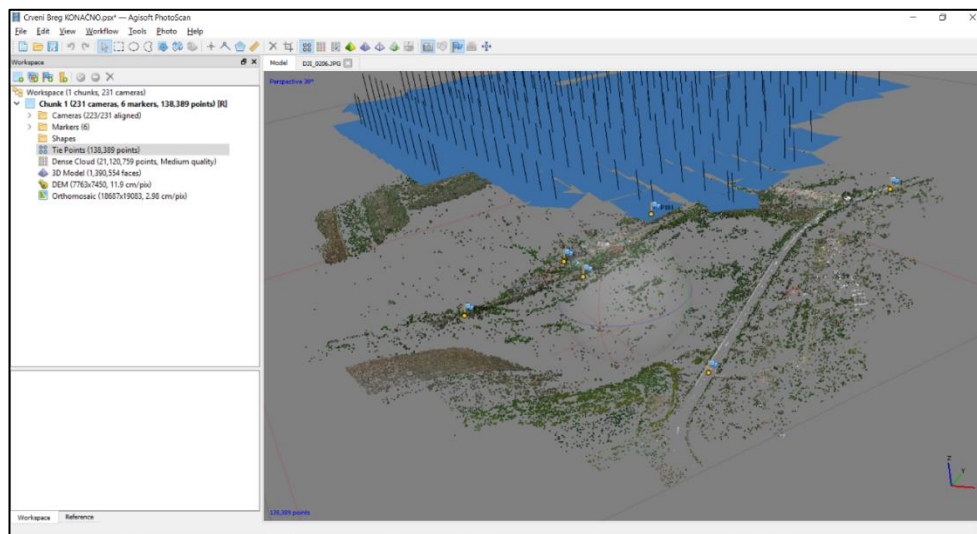 Crveni Breg KONAČNO.psx* — Agisoft PhotoScan
File Edit View Workflow Tools Photo Help
Workspace
Model DJI_0206.JPG
Perspective 30°
Workspace (1 chunks, 231 cameras)
Chunk 1 (231 cameras, 6 markers, 138,389 points) [R]
Cameras (223/231 aligned)
Markers (6)
Shapes
Tie Points (138,389 points)
Dense Cloud (21,120,759 points, Medium quality)
3D Model (1,390,554 faces)
DEM (7763x7450, 11.9 cm/pix)
Orthomosaic (18687x19083, 2.98 cm/pix)
Z
Y
138,389 points
Workspace Reference